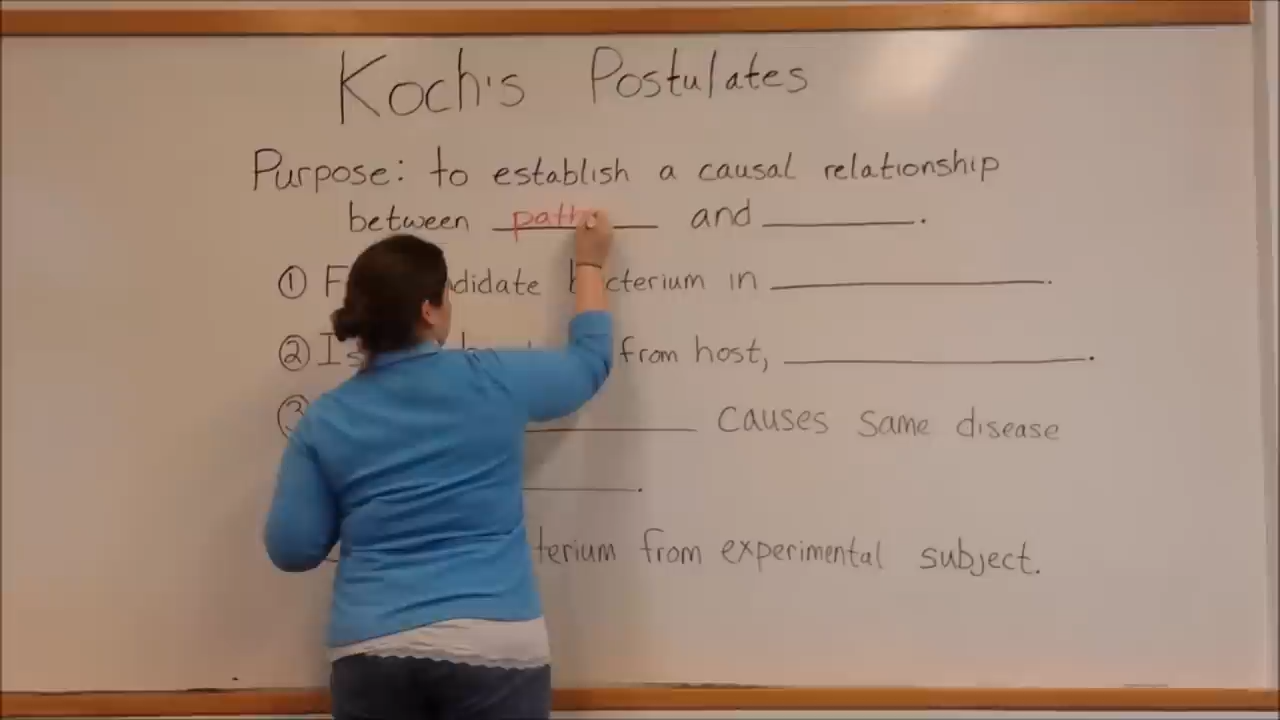 Koch's Postulates
Purpose: to establish a causal relationship
between path and .
① didate cterium in .
② from host, .
③ causes same disease
.
terium from experimental subject.